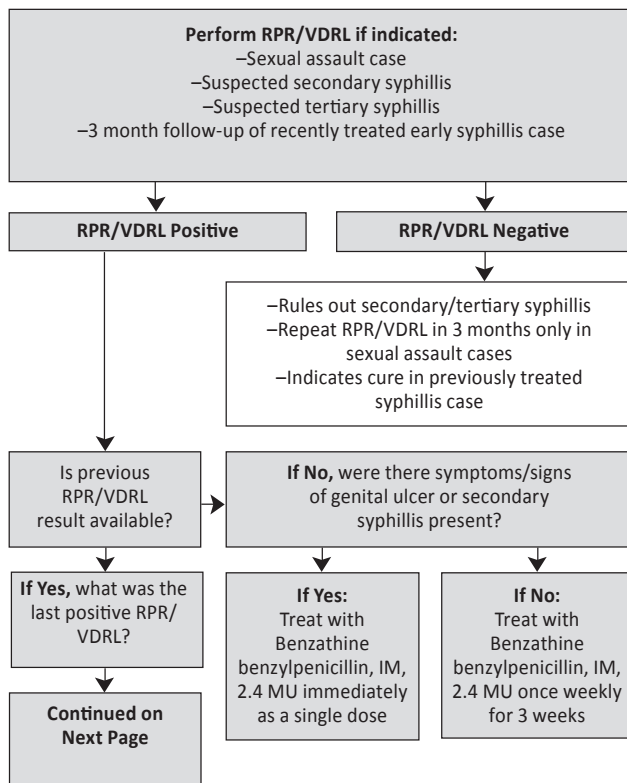 Perform RPR/VDRL if indicated:
–Sexual assault case
–Suspected secondary syphillis
–Suspected tertiary syphillis
–3 month follow-up of recently treated early syphillis case
RPR/VDRL Positive
RPR/VDRL Negative
–Rules out secondary/tertiary syphillis
–Repeat RPR/VDRL in 3 months only in
sexual assault cases
–Indicates cure in previously treated
syphillis case
Is previous
RPR/VDRL
result available?
If No, were there symptoms/signs
of genital ulcer or secondary
syphillis present?
If Yes, what was the
last positive RPR/
VDRL?
If Yes:
Treat with
Benzathine
benzylpenicillin, IM,
2.4 MU immediately
as a single dose
If No:
Treat with
Benzathine
benzylpenicillin, IM,
2.4 MU once weekly
for 3 weeks
Continued on
Next Page